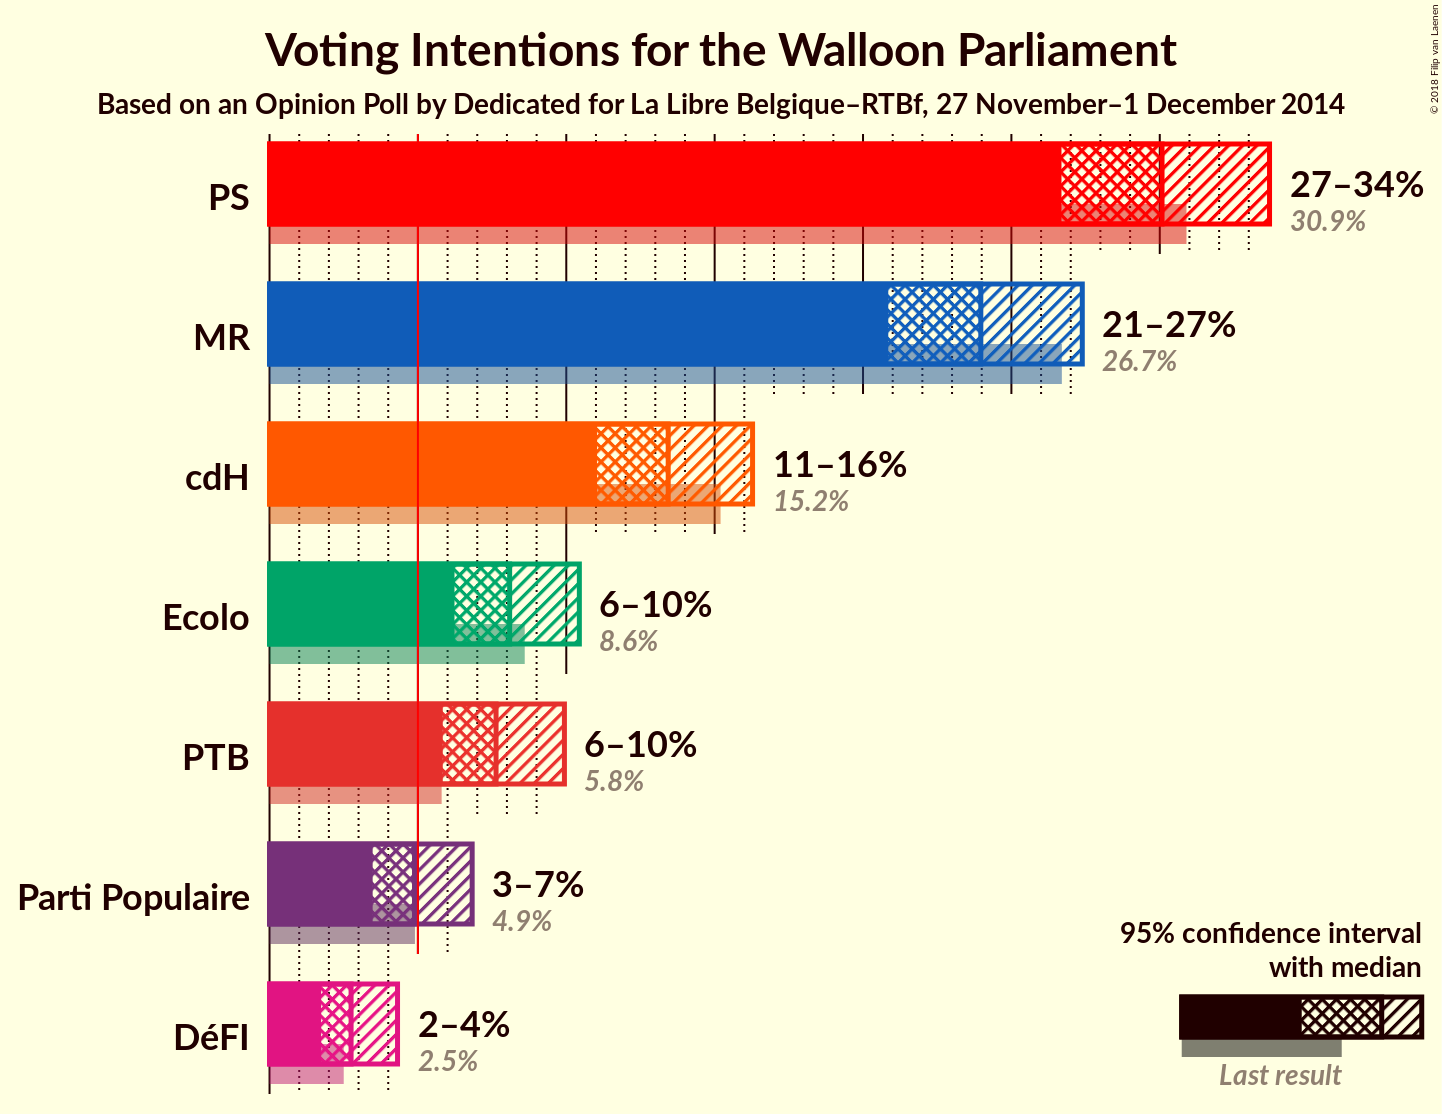 Voting Intentions for the Walloon Parliament
Based on an Opinion Poll by Dedicated for La Libre Belgique–RTBf, 27 November–1 December 2014
© 2018 Filip van Laenen
PS
27–34%
30.9%
MR
21–27%
26.7%
cdH
11–16%
15.2%
Ecolo
6–10%
8.6%
PTB
6–10%
5.8%
Parti Populaire
3–7%
4.9%
DéFI
2–4%
2.5%
95% confidence interval
with median
Last result